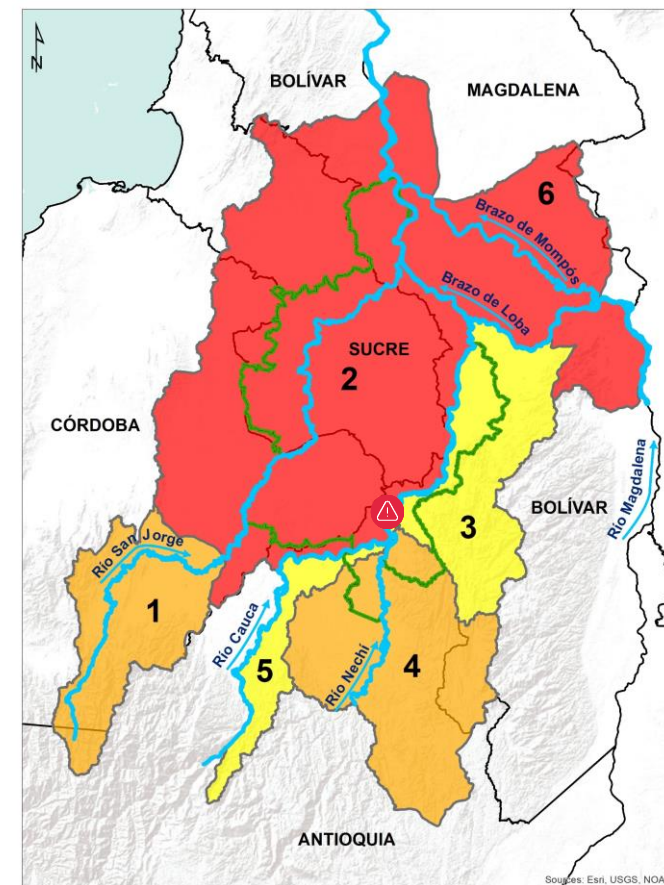 N
BOLÍVAR
MAGDALENA
6
Brazo de Mompós
Brazo de Loba
SUCRE
2
CÓRDOBA
BOLÍVAR
Río Magdalena
3
Río San Jorge
1
Río Cauca
5
Río Nechí
4
ANTIOQUIA
Sources: Esri, USGS, NOA